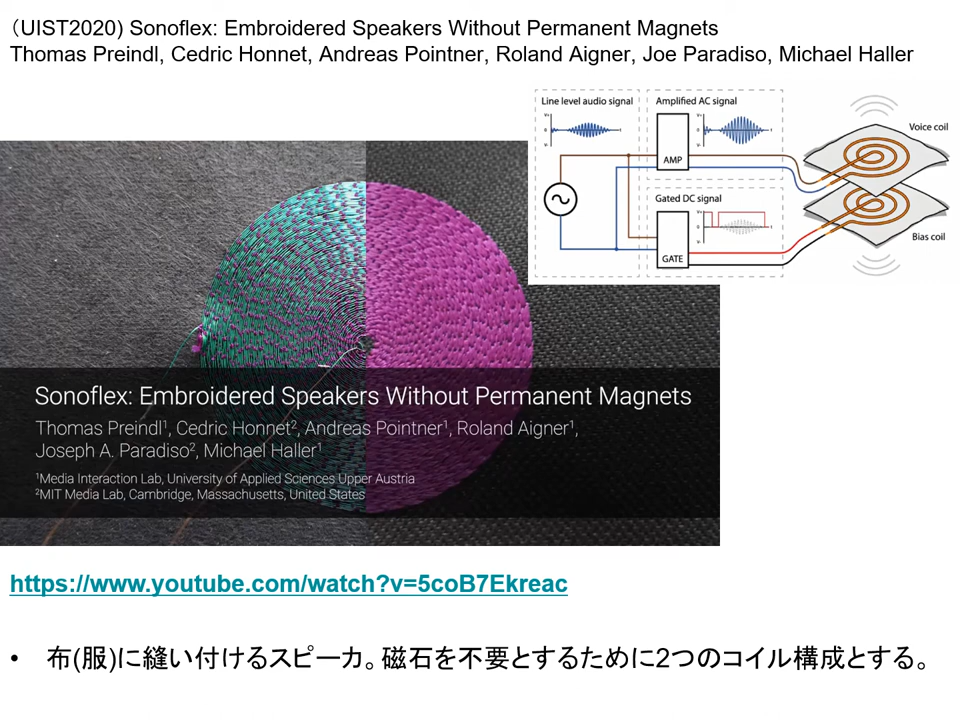 （UIST2020) Sonoflex: Embroidered Speakers Without Permanent Magnets
Thomas Preindl, Cedric Honnet, Andreas Pointner, Roland Aigner, Joe Paradiso, Michael Haller
Line level audio signal
Amplified AC signal
V+
0
V-
t
V+
0
V-
t
AMP
Voice coil
Gated DC signal
V+
0
V-
t
GATE
Bias coil
Sonoflex: Embroidered Speakers Without Permanent Magnets
Thomas Preindl¹, Cedric Honnet², Andreas Pointner¹, Roland Aigner¹,
Joseph A. Paradiso², Michael Haller¹
¹Media Interaction Lab, University of Applied Sciences Upper Austria
²MIT Media Lab, Cambridge, Massachusetts, United States
https://www.youtube.com/watch?v=5coB7Ekreac
• 布(服)に縫い付けるスピーカ。磁石を不要とするために2つのコイル構成とする。